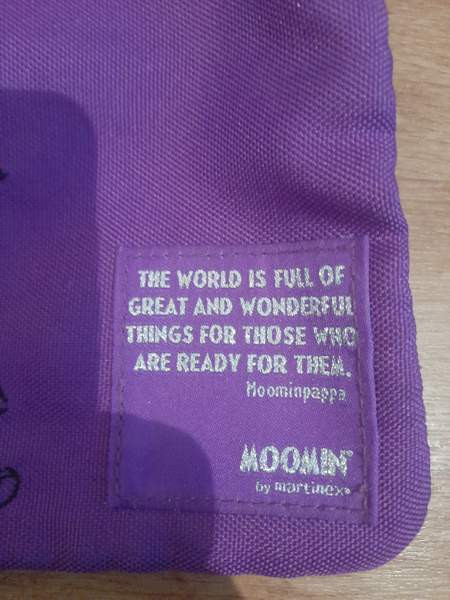 THE WORLD IS FULL OF
GREAT AND WONDERFUL
THINGS FOR THOSE WHO
ARE READY FOR THEM.
Moominpappa
MOOMIN
by martinex